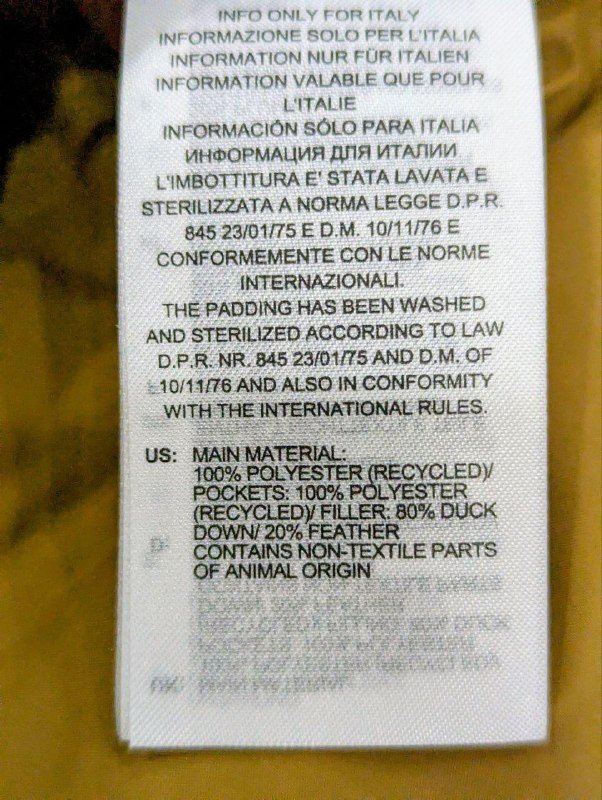 INFO ONLY FOR ITALY
INFORMAZIONE SOLO PER L'ITALIA
INFORMATION NUR FÜR ITALIEN
INFORMATION VALABLE QUE POUR
L'ITALIE
INFORMACIÓN SÓLO PARA ITALIA
ИНФОРМАЦИЯ ДЛЯ ИТАЛИИ
L'IMBOTTITURA E' STATA LAVATA E
STERILIZZATA A NORMA LEGGE D.P.R.
845 23/01/75 E D.M. 10/11/76 E
CONFORMEMENTE CON LE NORME
INTERNAZIONALI.
THE PADDING HAS BEEN WASHED
AND STERILIZED ACCORDING TO LAW
D.P.R. NR. 845 23/01/75 AND D.M. OF
10/11/76 AND ALSO IN CONFORMITY
WITH THE INTERNATIONAL RULES.
US: MAIN MATERIAL:
100% POLYESTER (RECYCLED)/
POCKETS: 100% POLYESTER
(RECYCLED)/ FILLER: 80% DUCK
DOWN/ 20% FEATHER
CONTAINS NON-TEXTILE PARTS
OF ANIMAL ORIGIN